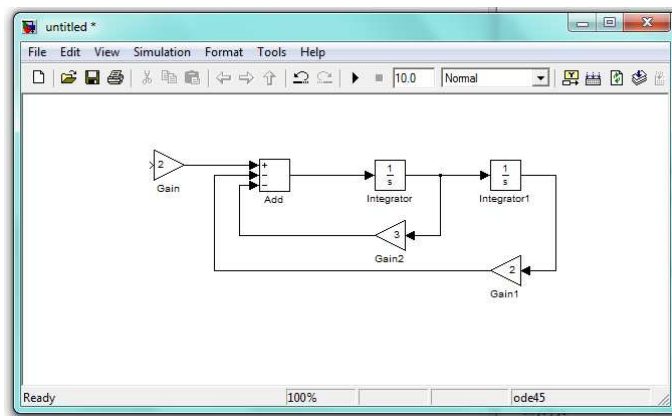 untitled *
File Edit View Simulation Format Tools Help
10.0 Normal
2
Gain
+
−
−
Add
1
s
Integrator
1
s
Integrator1
3
Gain2
2
Gain1
Ready 100% ode45